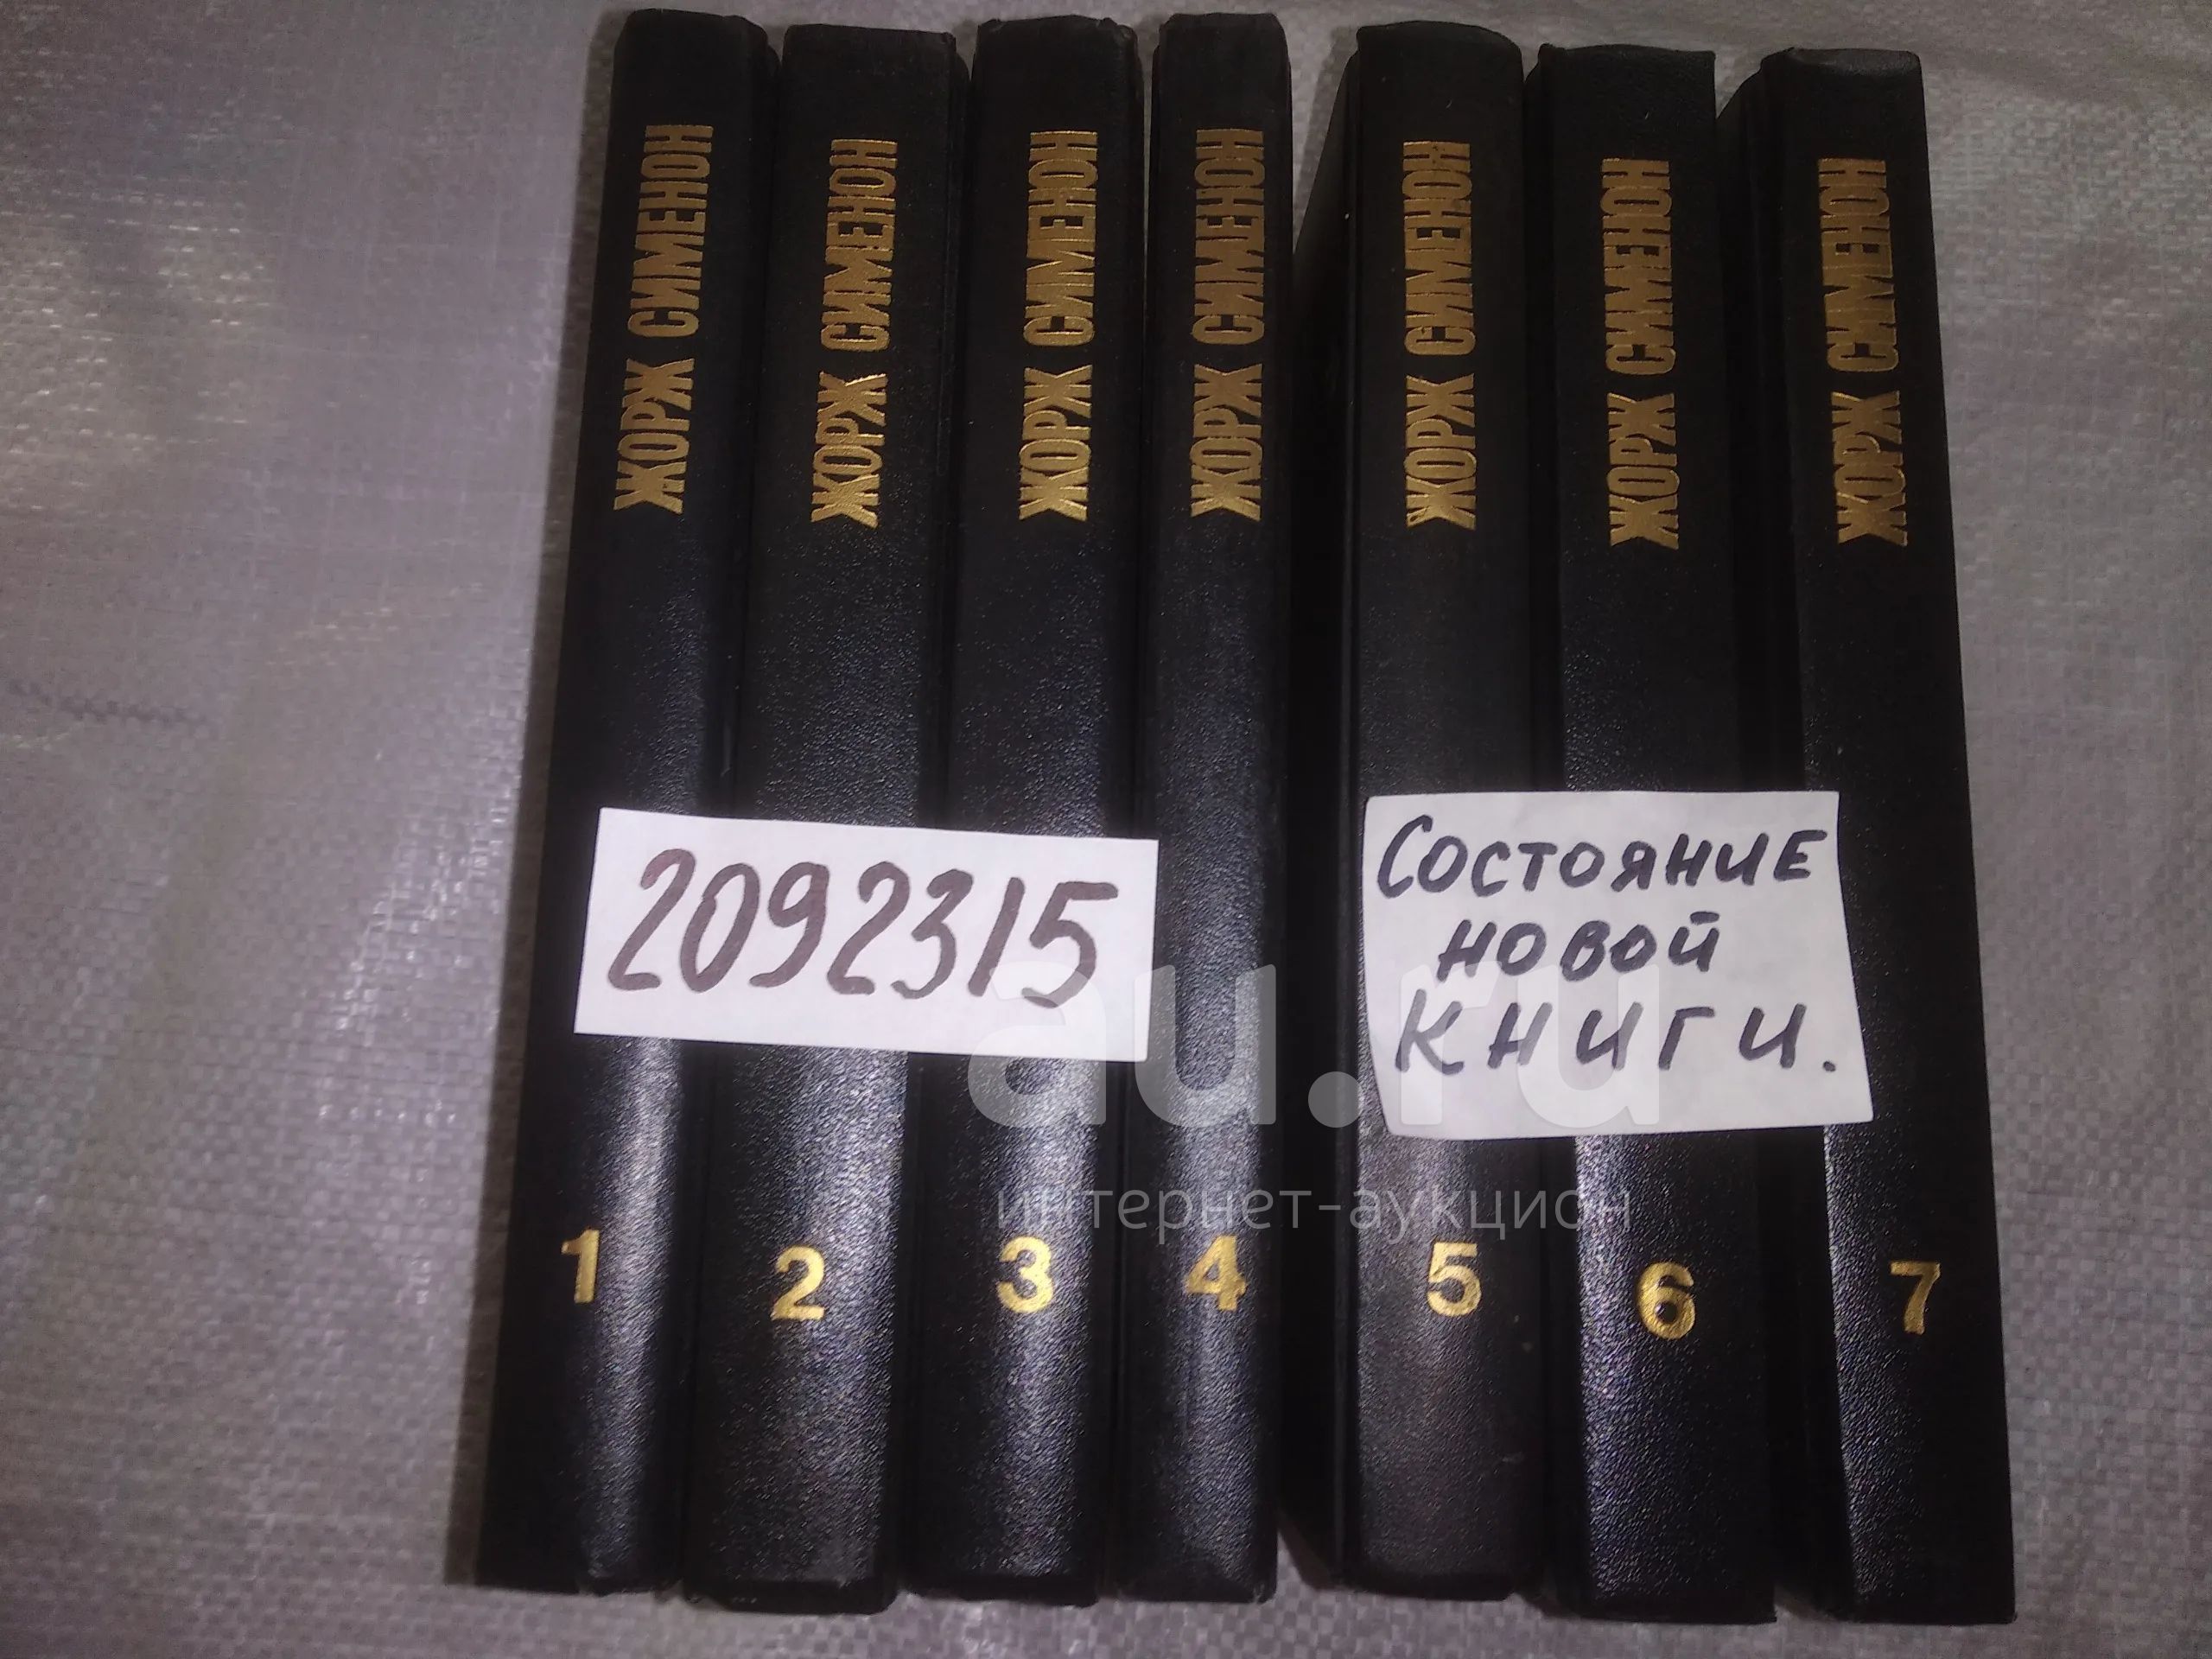 ЖОРЖ СИМЕНОН
ЖОРЖ СИМЕНОН
ЖОРЖ СИМЕНОН
ЖОРЖ СИМЕНОН
ЖОРЖ СИМЕНОН
ЖОРЖ СИМЕНОН
ЖОРЖ СИМЕНОН
2092315
СОСТОЯНИЕ
НОВОЙ
КНИГИ.
au.ru
интернет-аукцион
1
2
3
4
5
6
7